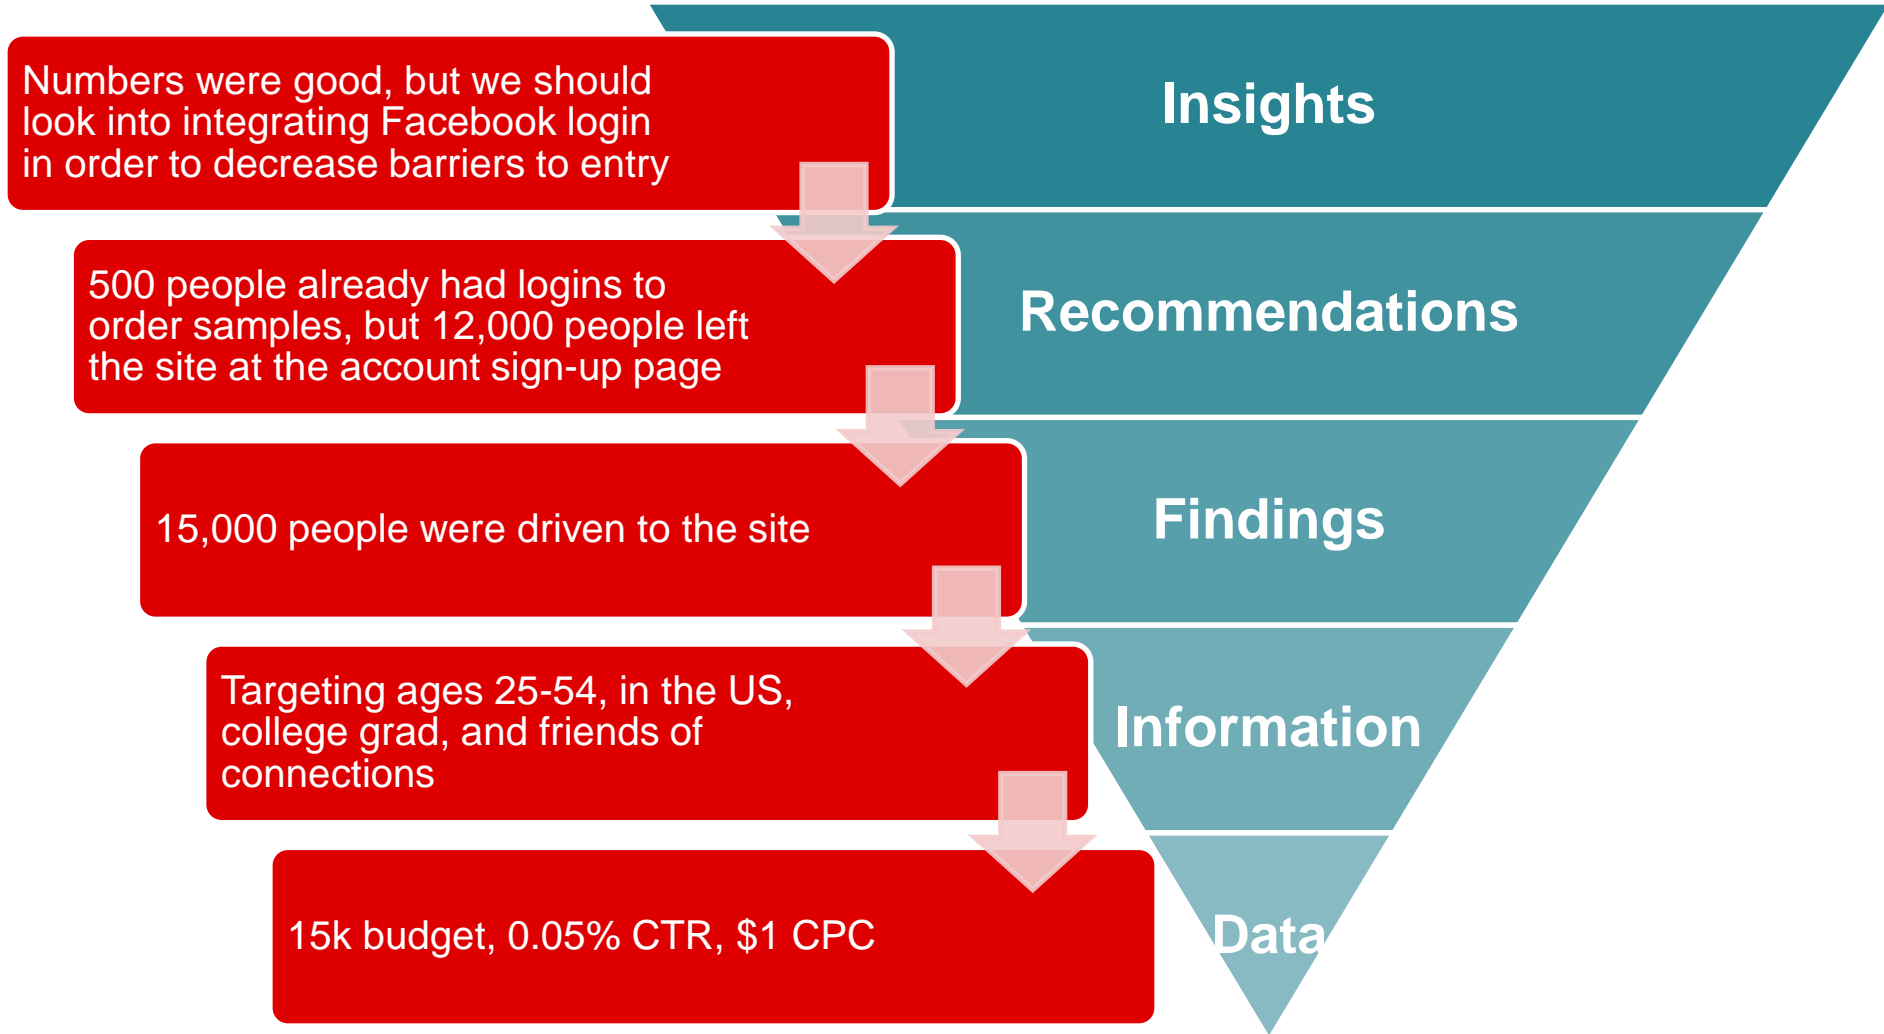 Numbers were good, but we should
look into integrating Facebook login
in order to decrease barriers to entry
Insights
500 people already had logins to
order samples, but 12,000 people left
the site at the account sign-up page
Recommendations
15,000 people were driven to the site
Findings
Targeting ages 25-54, in the US,
college grad, and friends of
connections
Information
15k budget, 0.05% CTR, $1 CPC
Data